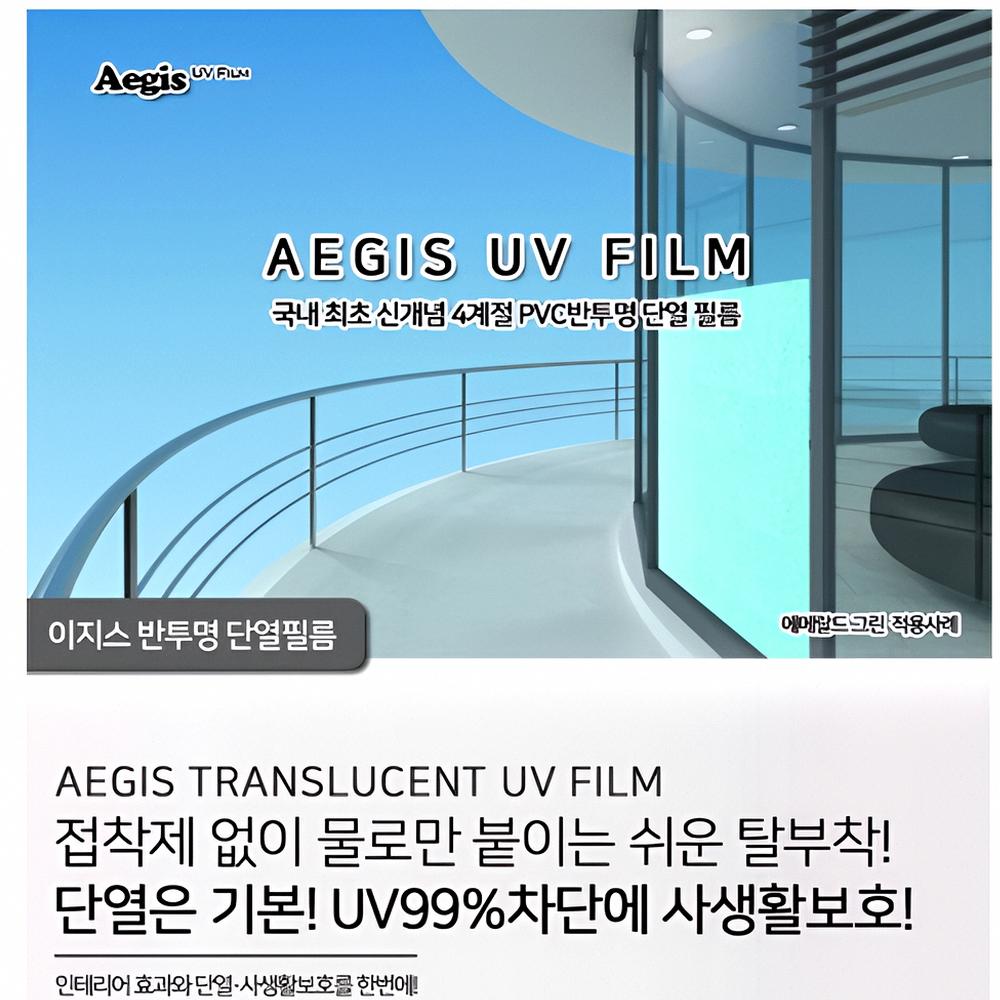 Aegis UV FILM
AEGIS UV FILM
국내 최초 신개념 4계절 PVC반투명 단열 필름
에메랄드그린 적용사례
이지스 반투명 단열필름
AEGIS TRANSLUCENT UV FILM
접착제 없이 물로만 붙이는 쉬운 탈부착!
단열은 기본! UV99%차단에 사생활보호!
인테리어 효과와 단열·사생활보호를 한번에!